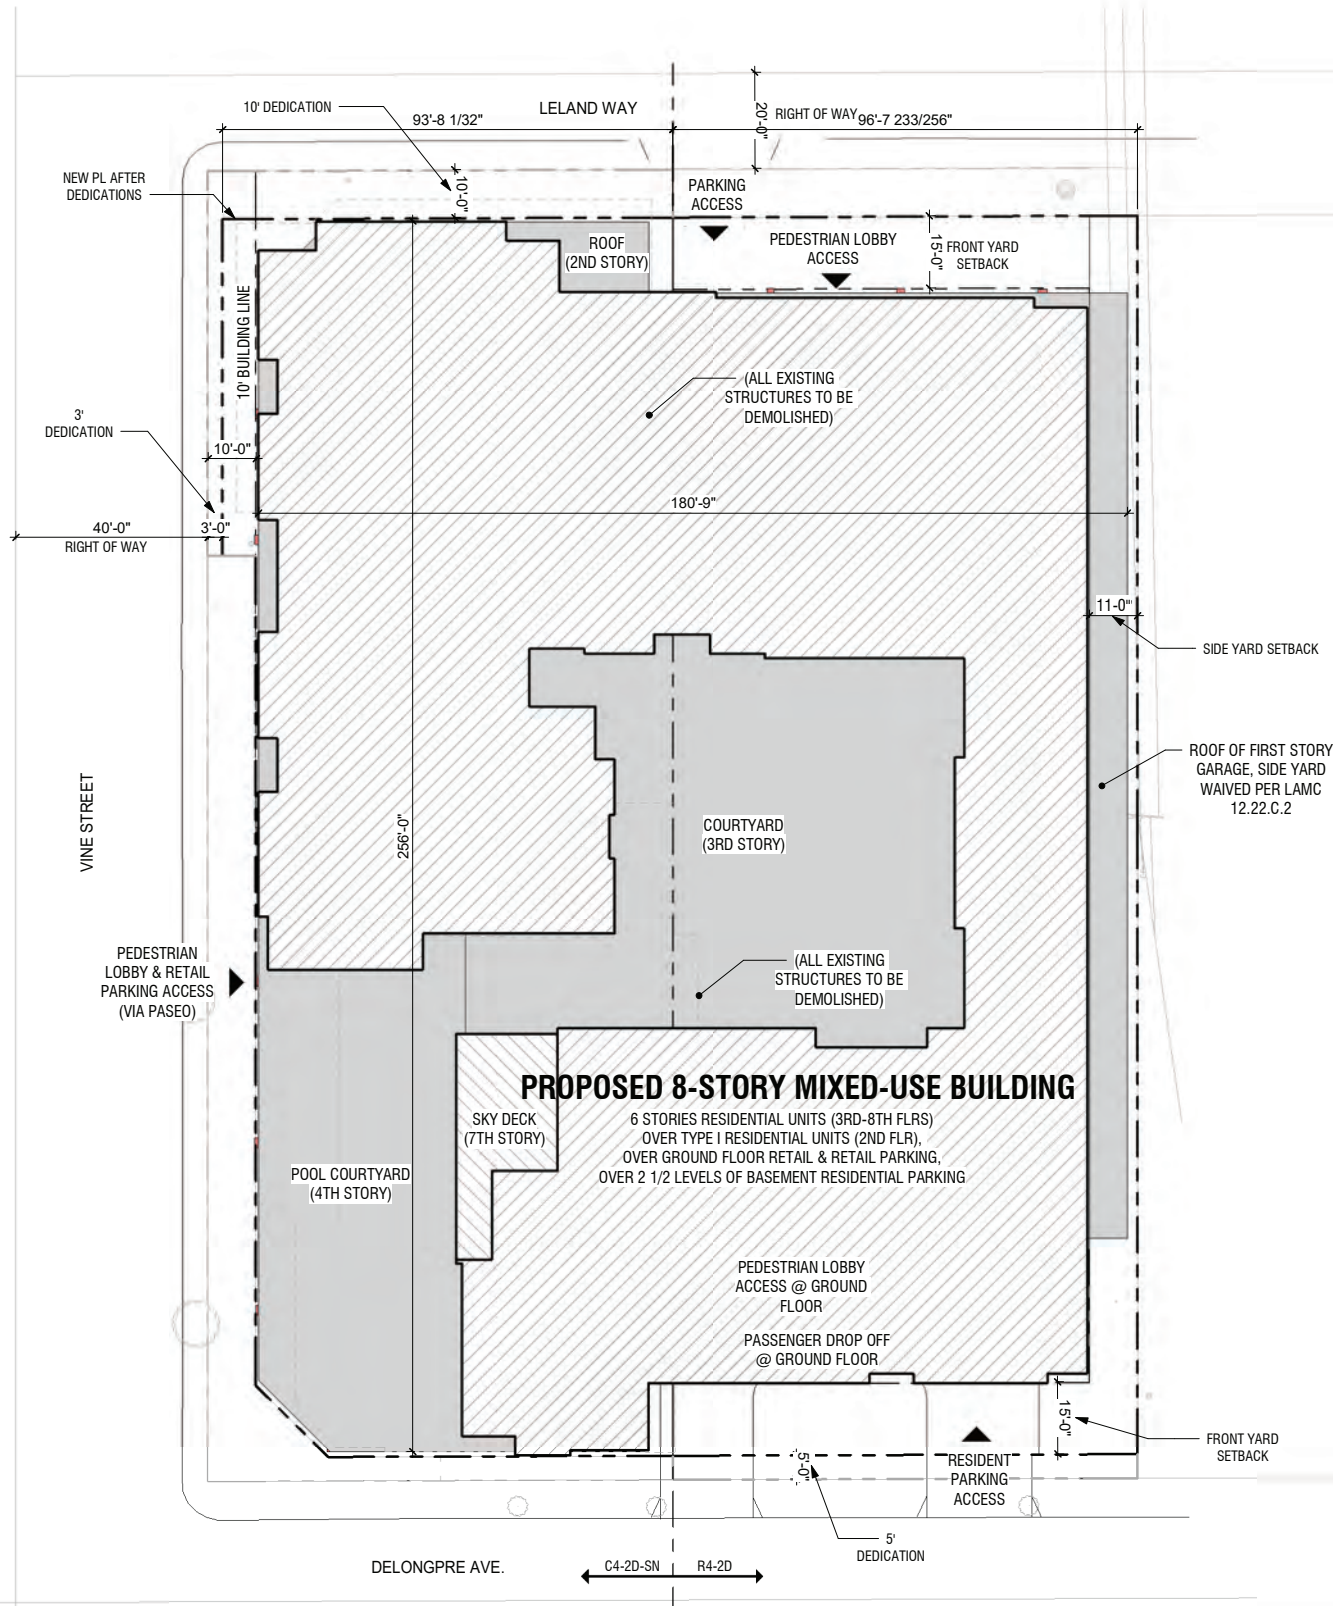 10' DEDICATION
LELAND WAY
93'-8 1/32"
20'-0"
RIGHT OF WAY
96'-7 233/256"
NEW PL AFTER
DEDICATIONS
10'-0"
PARKING
ACCESS
ROOF
(2ND STORY)
PEDESTRIAN LOBBY
ACCESS
15'-0"
FRONT YARD
SETBACK
10' BUILDING LINE
(ALL EXISTING
STRUCTURES TO BE
DEMOLISHED)
3'
DEDICATION
10'-0"
180'-9"
40'-0"
RIGHT OF WAY
3'-0"
11'-0"
SIDE YARD SETBACK
ROOF OF FIRST STORY
GARAGE, SIDE YARD
WAIVED PER LAMC
12.22.C.2
VINE STREET
256'-0"
COURTYARD
(3RD STORY)
PEDESTRIAN
LOBBY & RETAIL
PARKING ACCESS
(VIA PASEO)
(ALL EXISTING
STRUCTURES TO BE
DEMOLISHED)
PROPOSED 8-STORY MIXED-USE BUILDING
6 STORIES RESIDENTIAL UNITS (3RD-8TH FLRS)
OVER TYPE I RESIDENTIAL UNITS (2ND FLR),
OVER GROUND FLOOR RETAIL & RETAIL PARKING,
OVER 2 1/2 LEVELS OF BASEMENT RESIDENTIAL PARKING
SKY DECK
(7TH STORY)
POOL COURTYARD
(4TH STORY)
PEDESTRIAN LOBBY
ACCESS @ GROUND
FLOOR
PASSENGER DROP OFF
@ GROUND FLOOR
15'-0"
FRONT YARD
SETBACK
5'-0"
RESIDENT
PARKING
ACCESS
5'
DEDICATION
DELONGPRE AVE.
C4-2D-SN
R4-2D